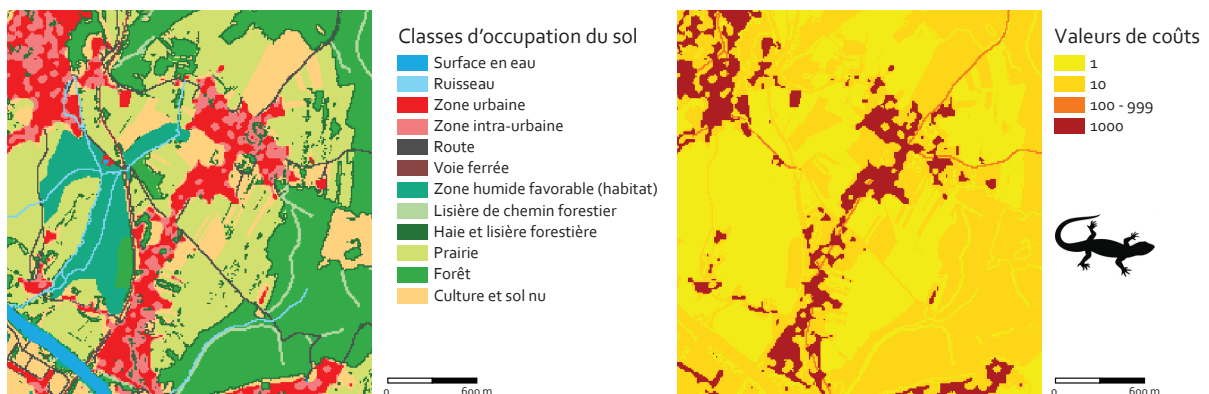 Classes d'occupation du sol
Surface en eau
Ruisseau
Zone urbaine
Zone intra-urbaine
Route
Voie ferrée
Zone humide favorable (habitat)
Lisière de chemin forestier
Haie et lisière forestière
Prairie
Forêt
Culture et sol nu
0 600 m
Valeurs de coûts
1
10
100 - 999
1000
0 600 m